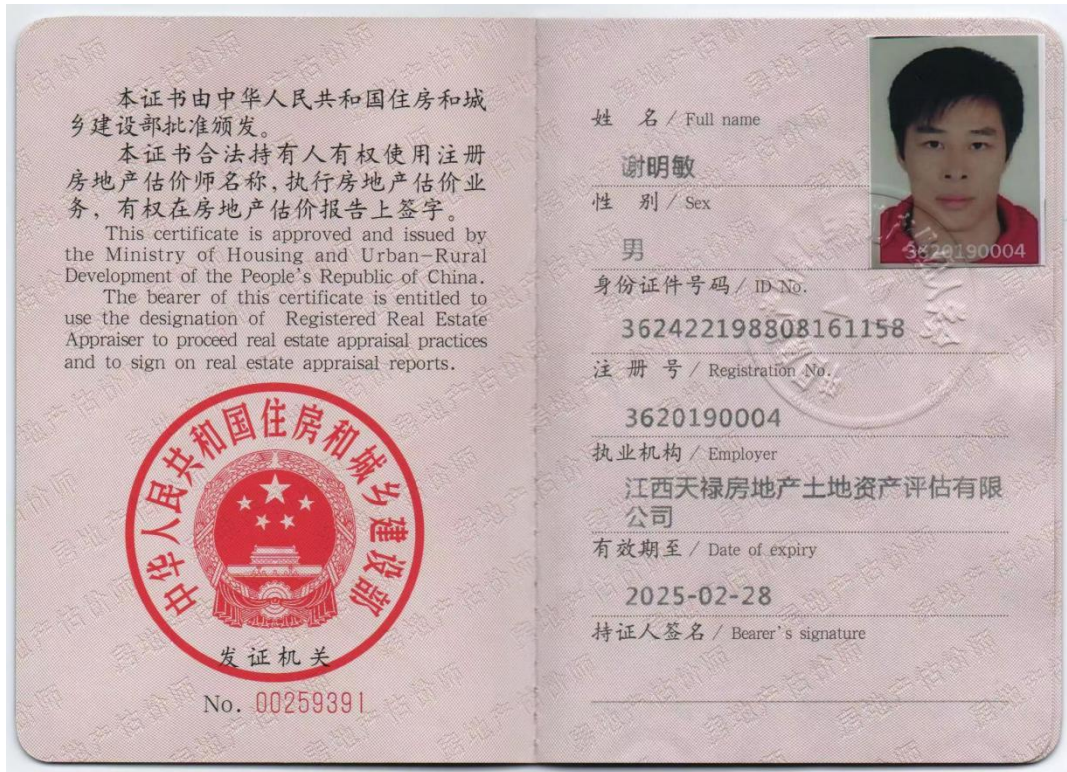 本证书由中华人民共和国住房和城
乡建设部批准颁发。
本证书合法持有人有权使用注册
房地产估价师名称，执行房地产估价业
务，有权在房地产估价报告上签字。
This certificate is approved and issued by
the Ministry of Housing and Urban-Rural
Development of the People's Republic of China.
The bearer of this certificate is entitled to
use the designation of Registered Real Estate
Appraiser to proceed real estate appraisal practices
and to sign on real estate appraisal reports.
中华人民共和国住房和城乡建设部
发证机关
No. 00259391
姓 名 / Full name
谢明敏
性 别 / Sex
男
身份证件号码 / ID No.
362422198808161158
注 册 号 / Registration No.
3620190004
执业机构 / Employer
江西天禄房地产土地资产评估有限
公司
有效期至 / Date of expiry
2025-02-28
持证人签名 / Bearer's signature
3620190004
房地产估价师